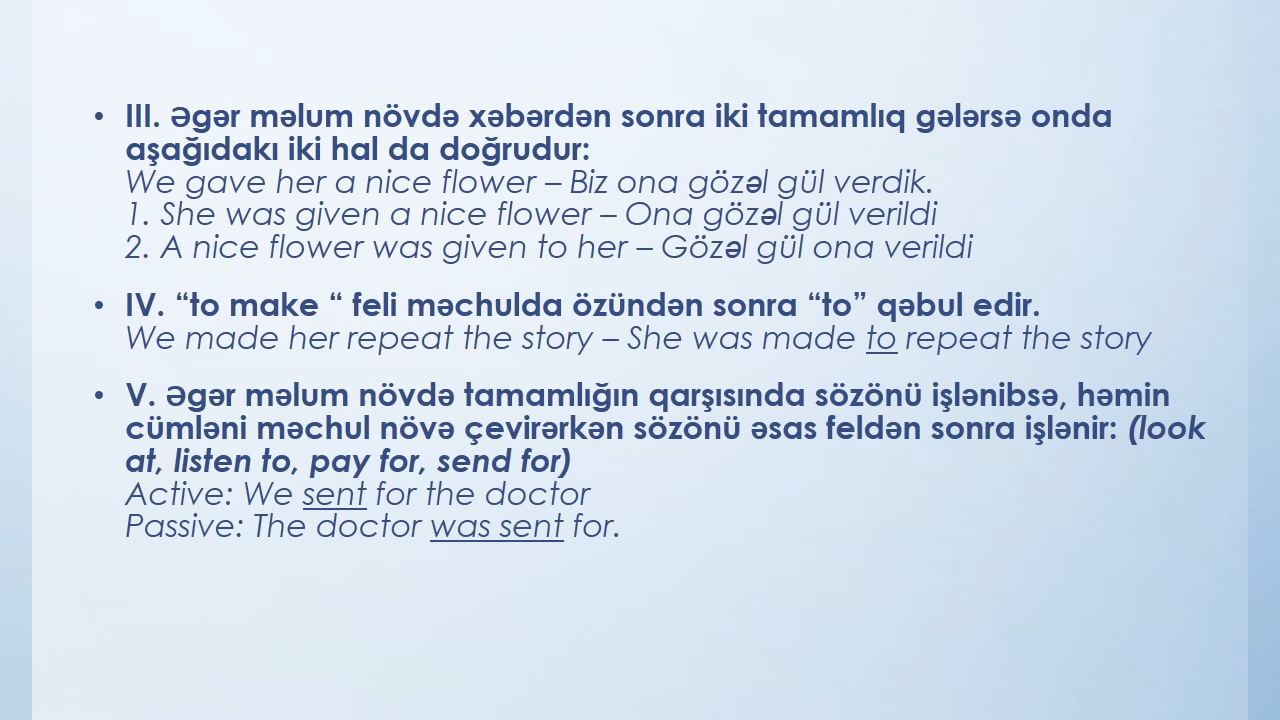 • III. Əgər məlum növdə xəbərdən sonra iki tamamlıq gələrsə onda
aşağıdakı iki hal da doğrudur:
We gave her a nice flower – Biz ona gözəl gül verdik.
1. She was given a nice flower – Ona gözəl gül verildi
2. A nice flower was given to her – Gözəl gül ona verildi
• IV. “to make “ feli məchulda özündən sonra “to” qəbul edir.
We made her repeat the story – She was made to repeat the story
• V. Əgər məlum növdə tamamlığın qarşısında sözönü işlənibsə, həmin
cümləni məchul növə çevirərkən sözönü əsas feldən sonra işlənir: (look
at, listen to, pay for, send for)
Active: We sent for the doctor
Passive: The doctor was sent for.